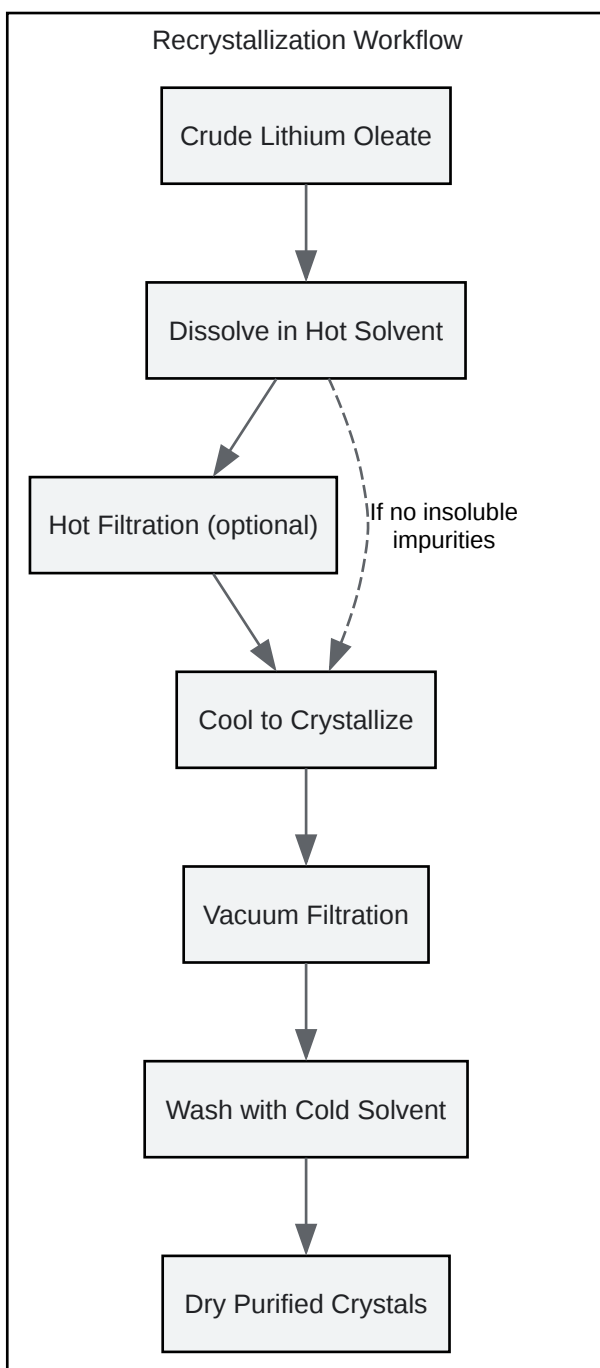 Recrystallization Workflow
Crude Lithium Oleate
Dissolve in Hot Solvent
Hot Filtration (optional)
If no insoluble
impurities
Cool to Crystallize
Vacuum Filtration
Wash with Cold Solvent
Dry Purified Crystals